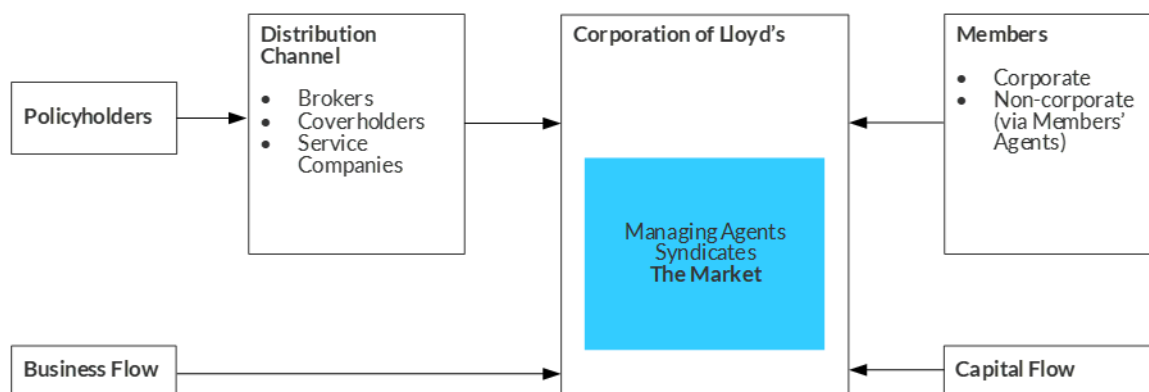 Policyholders
Distribution
Channel
• Brokers
• Coverholders
• Service
Companies
Corporation of Lloyd's
Managing Agents
Syndicates
The Market
Members
• Corporate
• Non-corporate
(via Members'
Agents)
Business Flow
Capital Flow